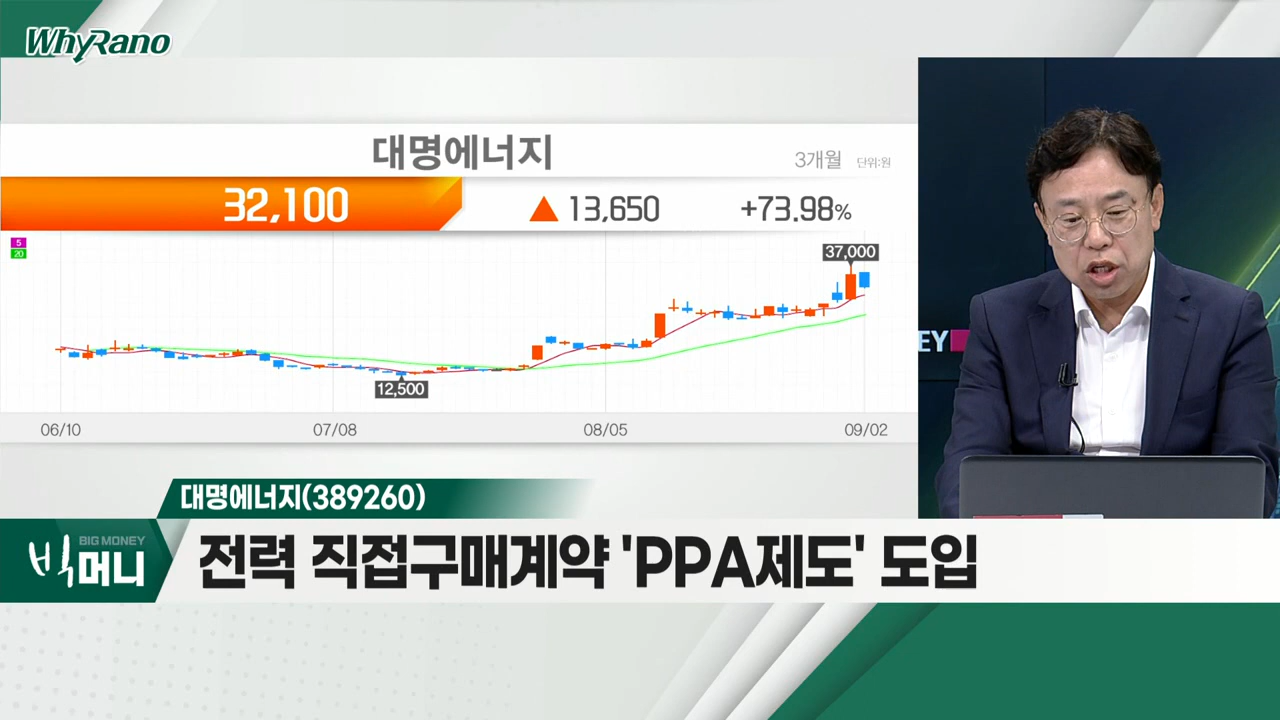 WhyRano
대명에너지
3개월 단위:원
32,100 ▲ 13,650 +73.98%
5
20
37,000
12,500
06/10 07/08 08/05 09/02
EY
대명에너지(389260)
BIG MONEY
빅머니
전력 직접구매계약 'PPA제도' 도입